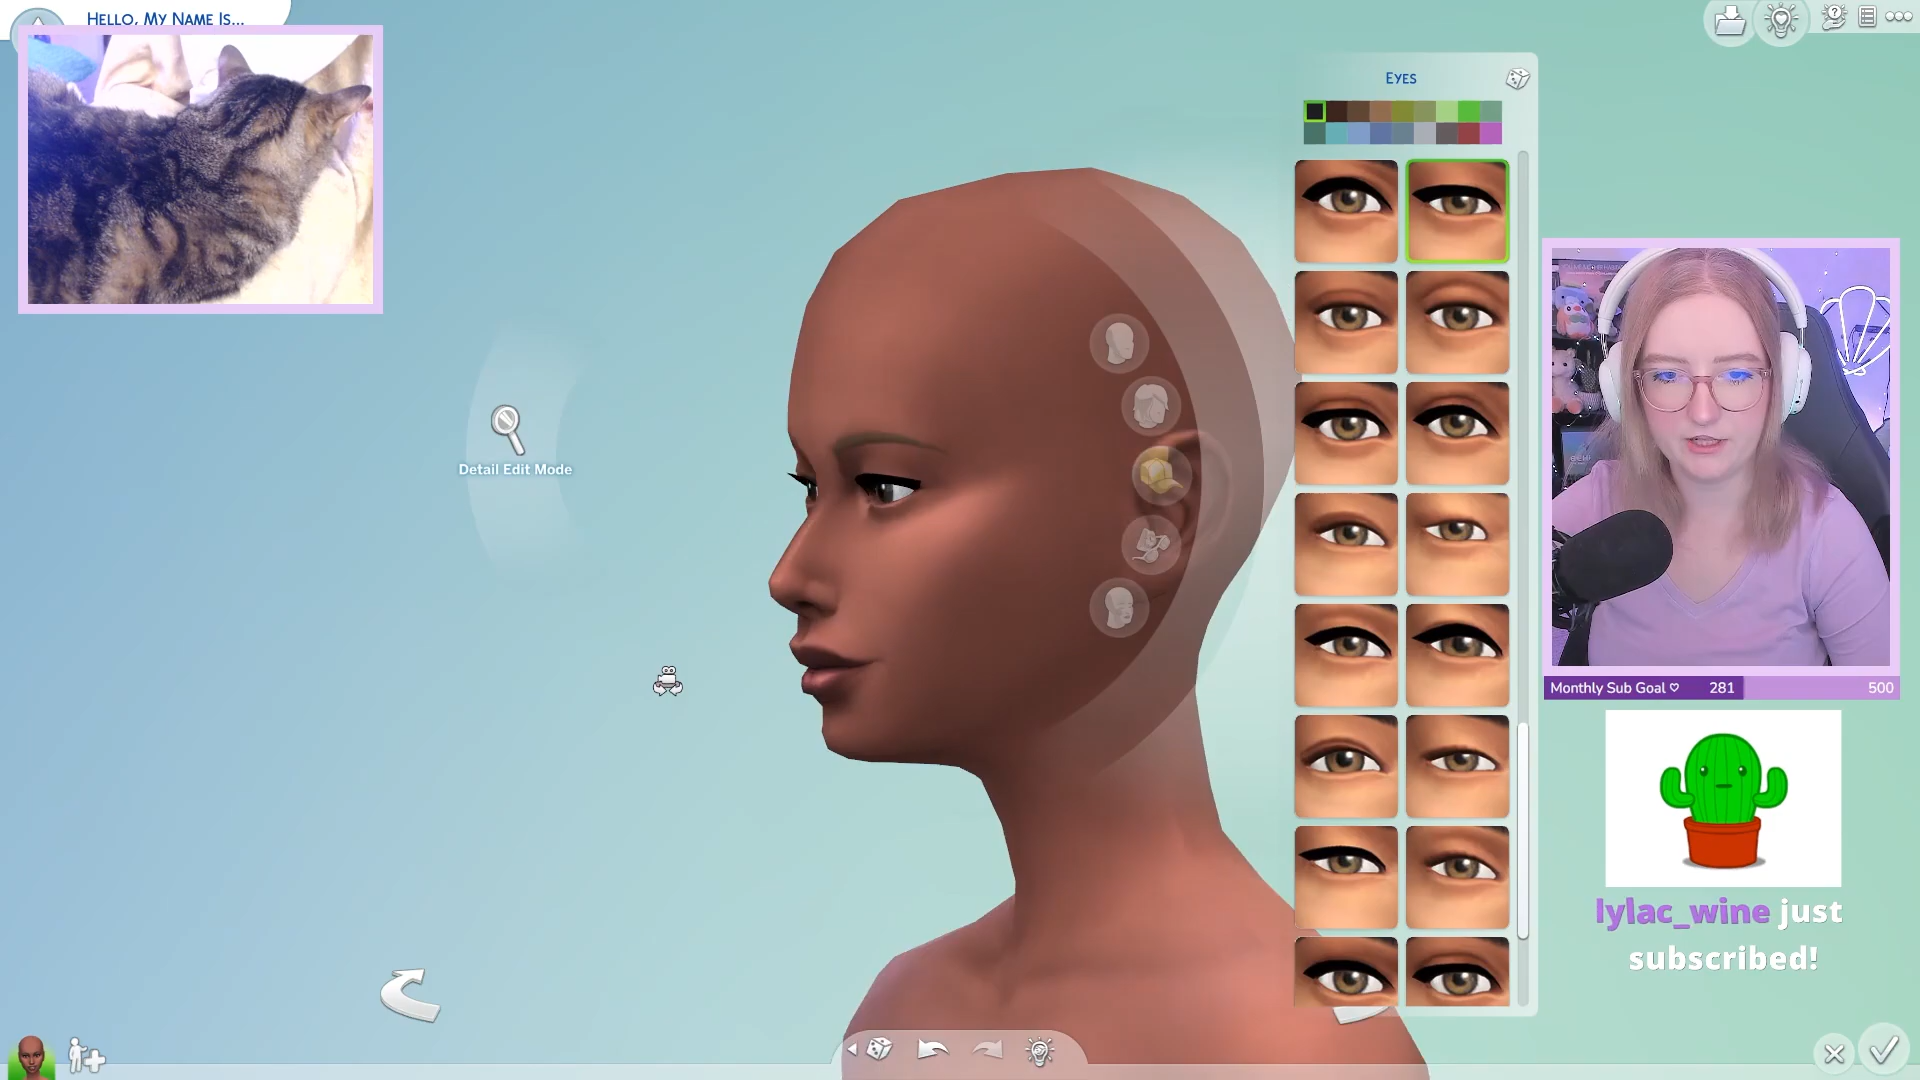 Hello, My Name Is...
Eyes
Detail Edit Mode
Monthly Sub Goal ♡ 281 500
lylac_wine just
subscribed!